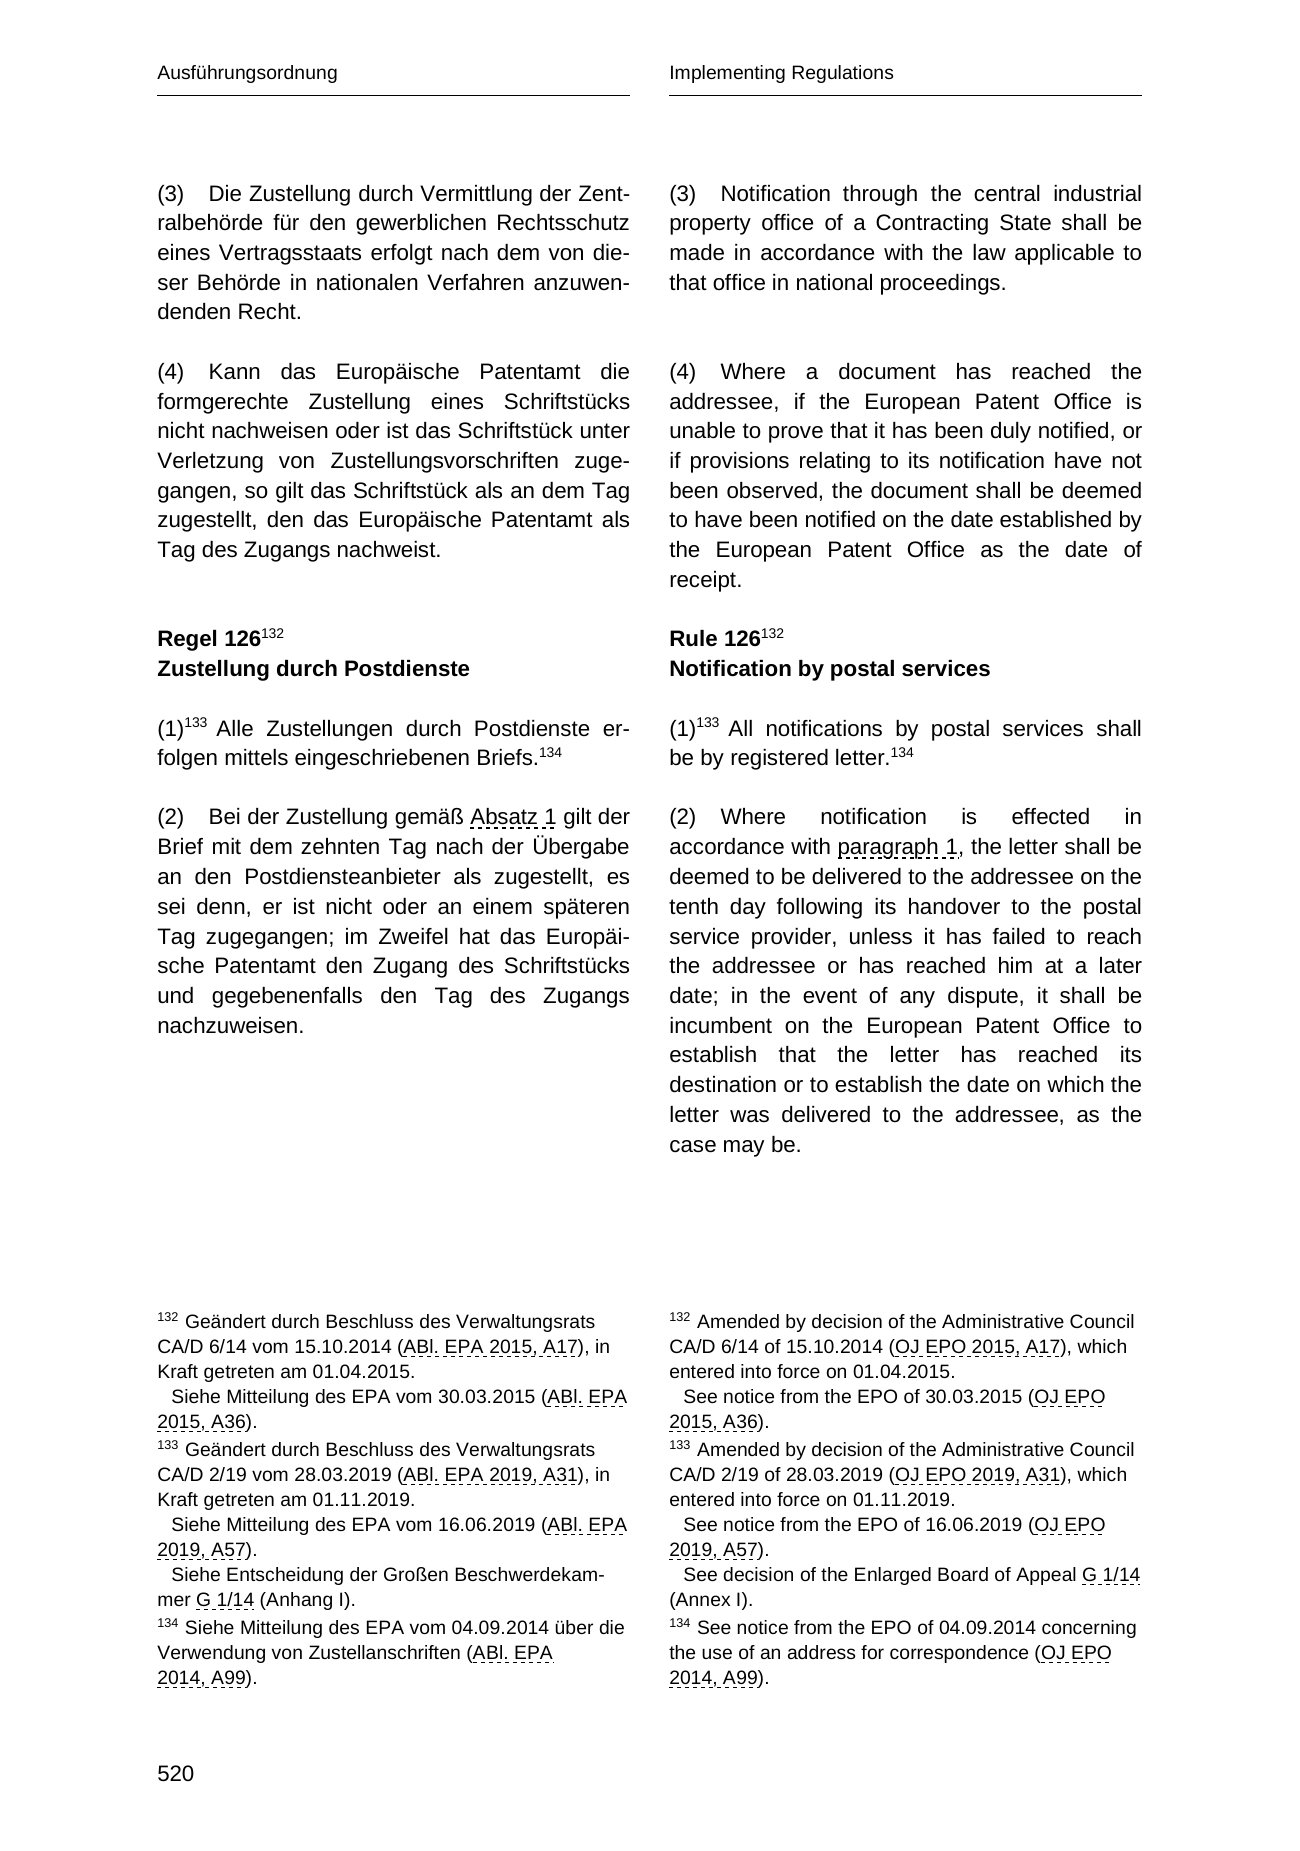 Ausführungsordnung
(3) Die Zustellung durch Vermittlung der Zent-
ralbehörde für den gewerblichen Rechtsschutz
eines Vertragsstaats erfolgt nach dem von die-
ser Behörde in nationalen Verfahren anzuwen-
denden Recht.
(4) Kann das Europäische Patentamt die
formgerechte Zustellung eines Schriftstücks
nicht nachweisen oder ist das Schriftstück unter
Verletzung von Zustellungsvorschriften zuge-
gangen, so gilt das Schriftstück als an dem Tag
zugestellt, den das Europäische Patentamt als
Tag des Zugangs nachweist.
Regel 126132
Zustellung durch Postdienste
(1)133 Alle Zustellungen durch Postdienste er-
folgen mittels eingeschriebenen Briefs.134
(2) Bei der Zustellung gemäß Absatz 1 gilt der
Brief mit dem zehnten Tag nach der Übergabe
an den Postdiensteanbieter als zugestellt, es
sei denn, er ist nicht oder an einem späteren
Tag zugegangen; im Zweifel hat das Europäi-
sche Patentamt den Zugang des Schriftstücks
und gegebenenfalls den Tag des Zugangs
nachzuweisen.
132 Geändert durch Beschluss des Verwaltungsrats
CA/D 6/14 vom 15.10.2014 (ABl. EPA 2015, A17), in
Kraft getreten am 01.04.2015.
Siehe Mitteilung des EPA vom 30.03.2015 (ABl. EPA
2015, A36).
133 Geändert durch Beschluss des Verwaltungsrats
CA/D 2/19 vom 28.03.2019 (ABl. EPA 2019, A31), in
Kraft getreten am 01.11.2019.
Siehe Mitteilung des EPA vom 16.06.2019 (ABl. EPA
2019, A57).
Siehe Entscheidung der Großen Beschwerdekam-
mer G 1/14 (Anhang I).
134 Siehe Mitteilung des EPA vom 04.09.2014 über die
Verwendung von Zustellanschriften (ABl. EPA
2014, A99).
Implementing Regulations
(3) Notification through the central industrial
property office of a Contracting State shall be
made in accordance with the law applicable to
that office in national proceedings.
(4) Where a document has reached the
addressee, if the European Patent Office is
unable to prove that it has been duly notified, or
if provisions relating to its notification have not
been observed, the document shall be deemed
to have been notified on the date established by
the European Patent Office as the date of
receipt.
Rule 126132
Notification by postal services
(1)133 All notifications by postal services shall
be by registered letter.134
(2) Where notification is effected in
accordance with paragraph 1, the letter shall be
deemed to be delivered to the addressee on the
tenth day following its handover to the postal
service provider, unless it has failed to reach
the addressee or has reached him at a later
date; in the event of any dispute, it shall be
incumbent on the European Patent Office to
establish that the letter has reached its
destination or to establish the date on which the
letter was delivered to the addressee, as the
case may be.
132 Amended by decision of the Administrative Council
CA/D 6/14 of 15.10.2014 (OJ EPO 2015, A17), which
entered into force on 01.04.2015.
See notice from the EPO of 30.03.2015 (OJ EPO
2015, A36).
133 Amended by decision of the Administrative Council
CA/D 2/19 of 28.03.2019 (OJ EPO 2019, A31), which
entered into force on 01.11.2019.
See notice from the EPO of 16.06.2019 (OJ EPO
2019, A57).
See decision of the Enlarged Board of Appeal G 1/14
(Annex I).
134 See notice from the EPO of 04.09.2014 concerning
the use of an address for correspondence (OJ EPO
2014, A99).
520